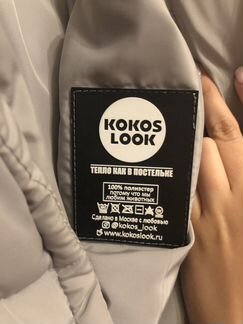 KOKOS
LOOK
ТЕПЛО КАК В ПОСТЕЛЬКЕ
100% полиэстер
потому что мы
любим животных
Сделано в Москве с любовью
@kokos_look
www.kokoslook.ru